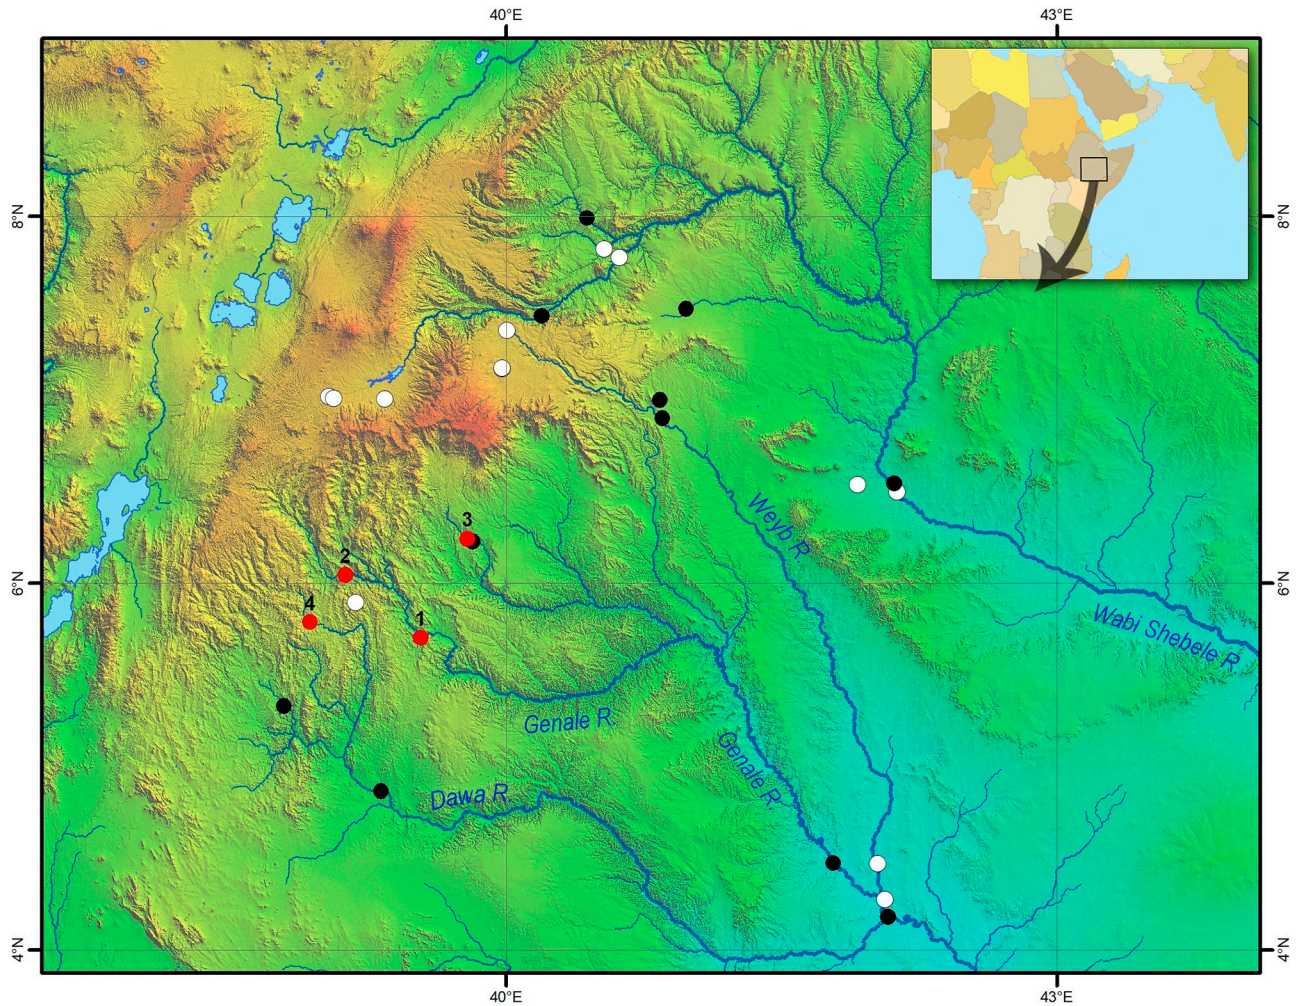 40°E
43°E
8°N
8°N
3
2
Weyb R.
6°N
6°N
4
1
Wabi Shebele R.
Genale R.
Genale R.
Dawa R.
4°N
4°N
40°E
43°E